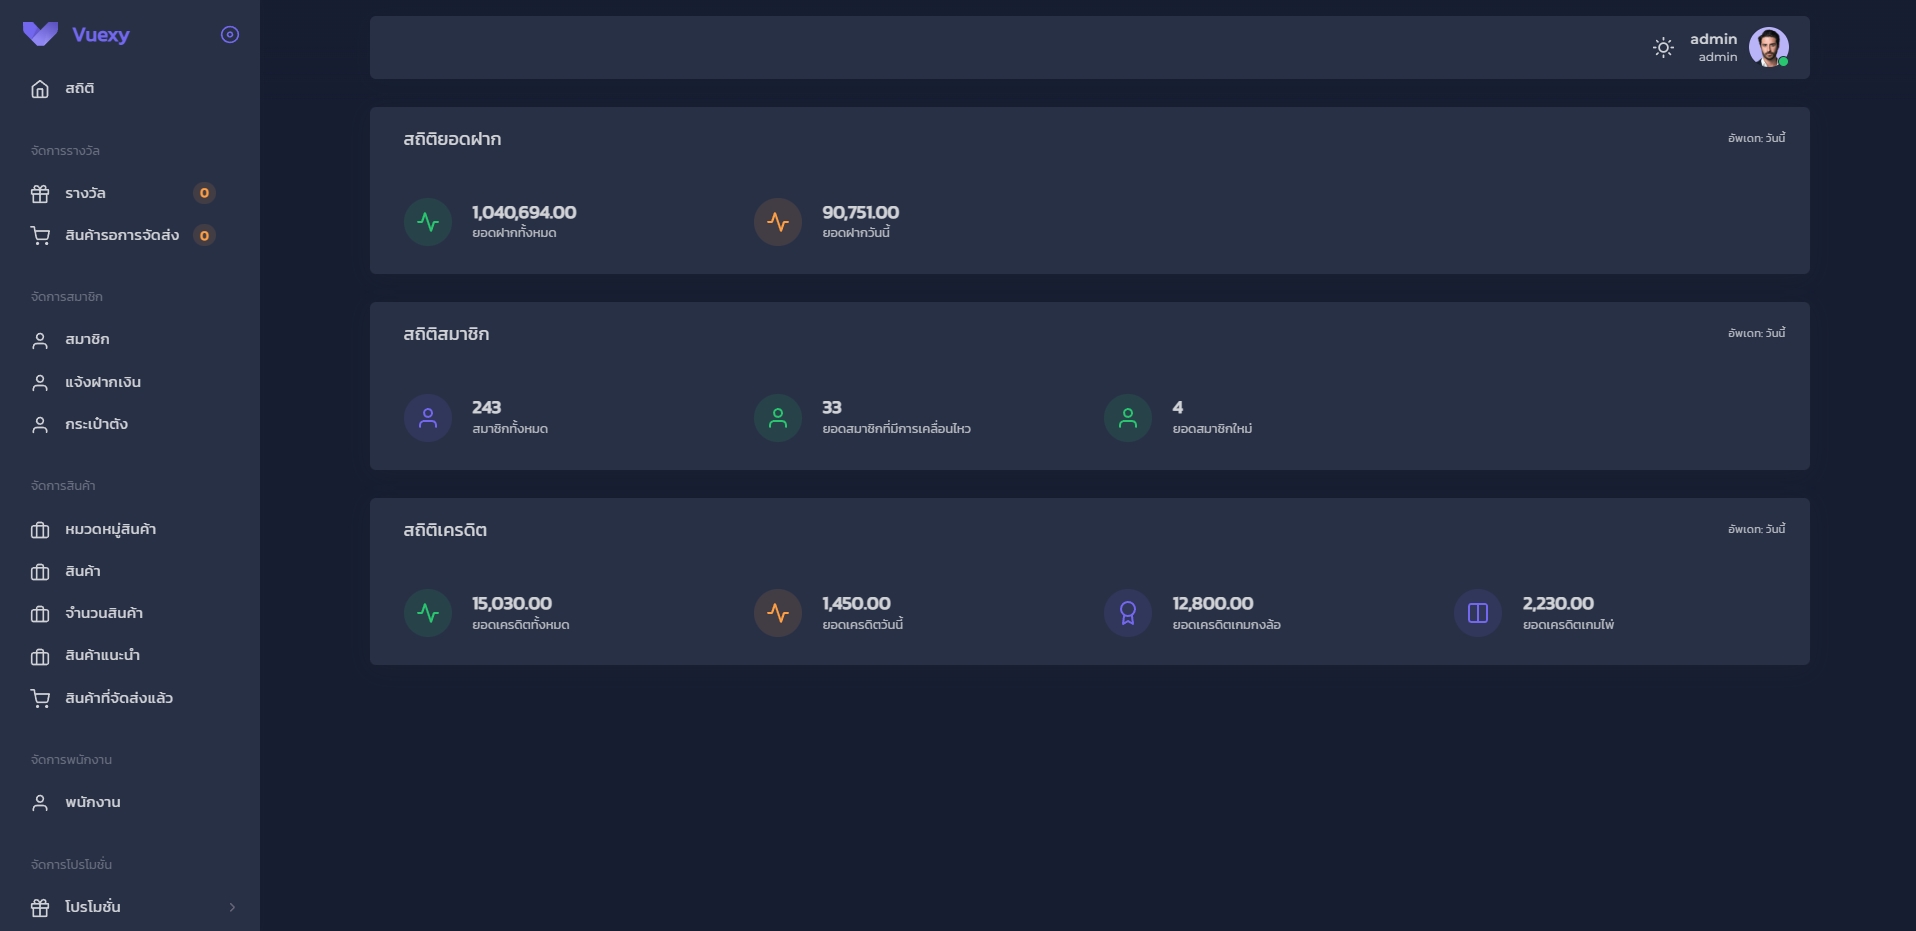 Vuexy
สถิติ
จัดการรางวัล
รางวัล 0
สินค้ารอการจัดส่ง 0
จัดการสมาชิก
สมาชิก
แจ้งฝากเงิน
กระเป๋าตัง
จัดการสินค้า
หมวดหมู่สินค้า
สินค้า
จำนวนสินค้า
สินค้าแนะนำ
สินค้าที่จัดส่งแล้ว
จัดการพนักงาน
พนักงาน
จัดการโปรโมชั่น
โปรโมชั่น
admin
admin
สถิติยอดฝาก
อัพเดท: วันนี้
1,040,694.00
ยอดฝากทั้งหมด
90,751.00
ยอดฝากวันนี้
สถิติสมาชิก
อัพเดท: วันนี้
243
สมาชิกทั้งหมด
33
ยอดสมาชิกที่มีการเคลื่อนไหว
4
ยอดสมาชิกใหม่
สถิติเครดิต
อัพเดท: วันนี้
15,030.00
ยอดเครดิตทั้งหมด
1,450.00
ยอดเครดิตวันนี้
12,800.00
ยอดเครดิตเกมกงล้อ
2,230.00
ยอดเครดิตเกมไพ่